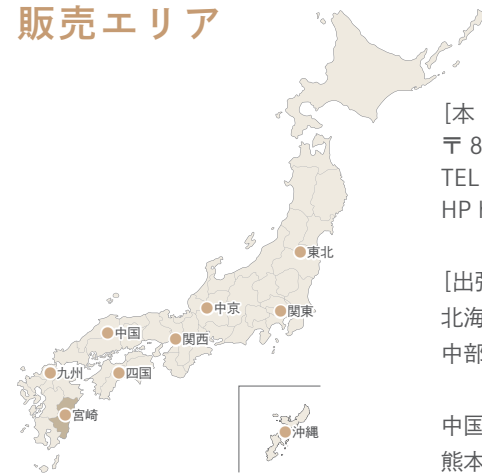 販売エリア
東北
中京
関東
中国
関西
九州
四国
宮崎
沖縄
[本
〒 8
TEL
HP
[出
北海
中部
中国
熊本